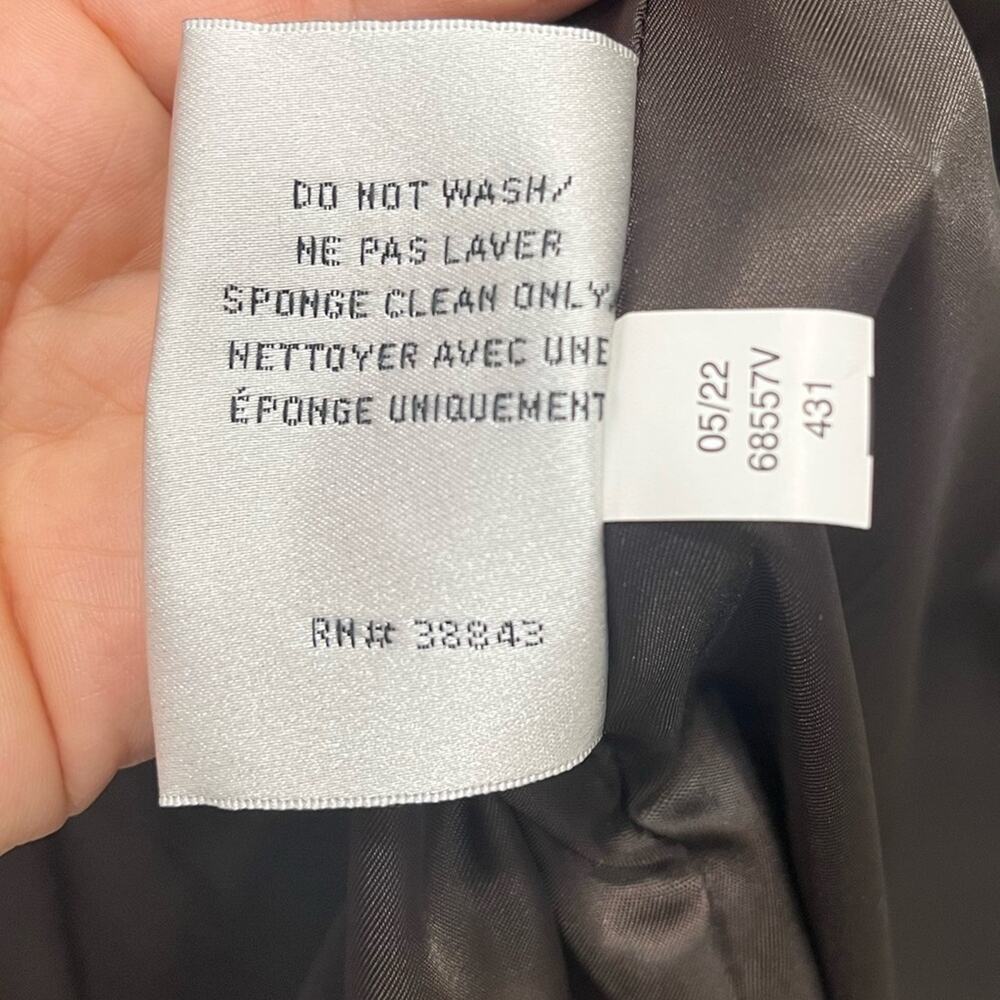 DO NOT WASH/
NE PAS LAVER
SPONGE CLEAN ONLY/
NETTOYER AVEC UNE
ÉPONGE UNIQUEMENT
RN# 38843
05/22
68557V
431